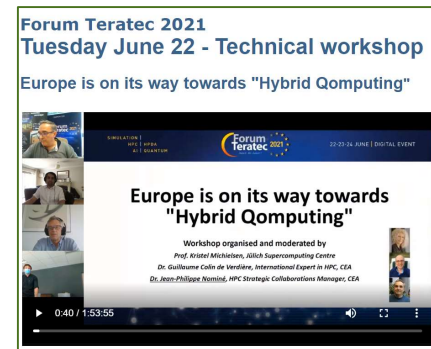 Forum Teratec 2021
Tuesday June 22 - Technical workshop
Europe is on its way towards "Hybrid Qomputing"
SIMULATION |
HPC | HPDA
AI | QUANTUM
Forum
Teratec 2021
22-23-24 JUNE | DIGITAL EVENT
Europe is on its way towards
"Hybrid Qomputing"
Workshop organised and moderated by
Prof. Kristel Michielsen, Jülich Supercomputing Centre
Dr. Guillaume Colin de Verdière, International Expert in HPC, CEA
Dr. Jean-Philippe Nominé, HPC Strategic Collaborations Manager, CEA
0:40 / 1:53:55